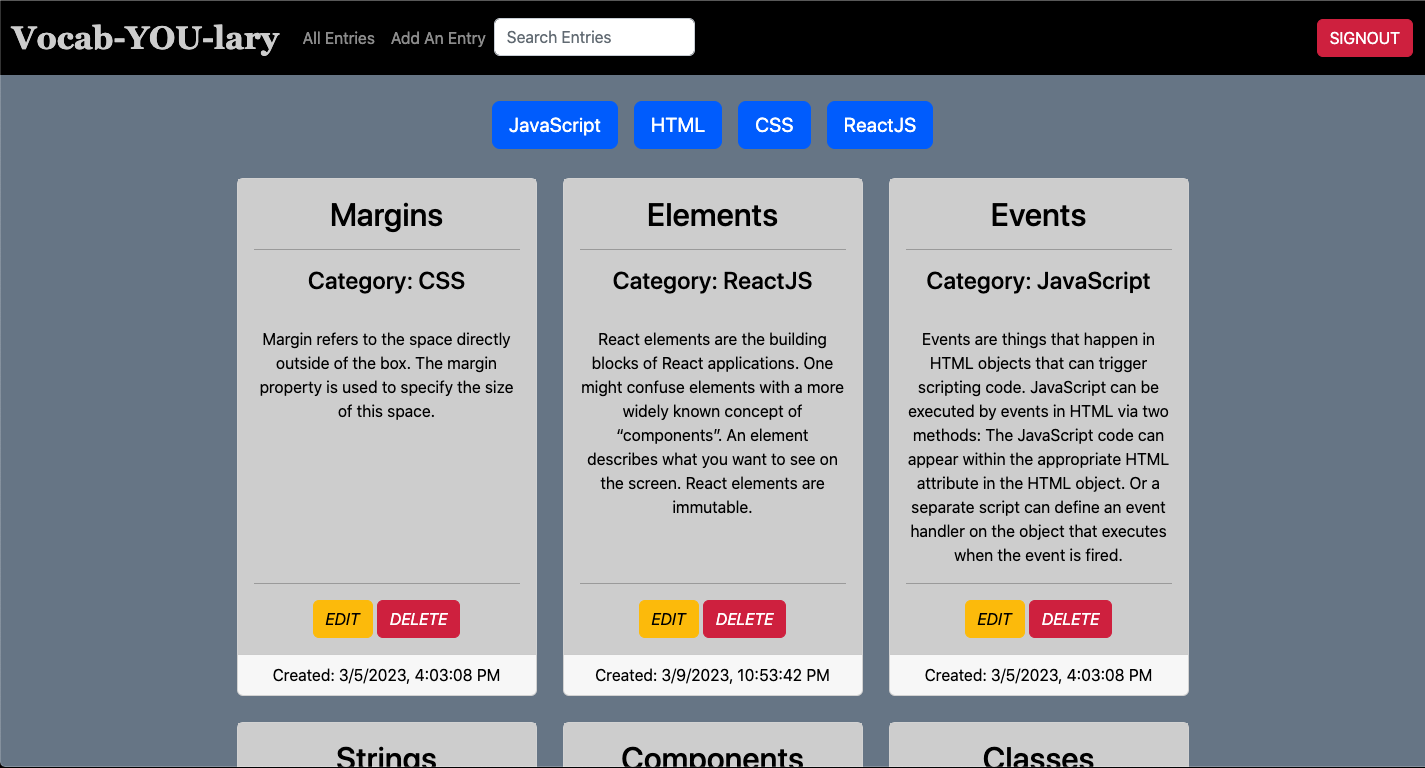 Vocab-YOU-lary
All Entries
Add An Entry
Search Entries
SIGNOUT
JavaScript
HTML
CSS
ReactJS
Margins
Category: CSS
Margin refers to the space directly
outside of the box. The margin
property is used to specify the size
of this space.
EDIT
DELETE
Created: 3/5/2023, 4:03:08 PM
Elements
Category: ReactJS
React elements are the building
blocks of React applications. One
might confuse elements with a more
widely known concept of
“components”. An element
describes what you want to see on
the screen. React elements are
immutable.
EDIT
DELETE
Created: 3/9/2023, 10:53:42 PM
Events
Category: JavaScript
Events are things that happen in
HTML objects that can trigger
scripting code. JavaScript can be
executed by events in HTML via two
methods: The JavaScript code can
appear within the appropriate HTML
attribute in the HTML object. Or a
separate script can define an event
handler on the object that executes
when the event is fired.
EDIT
DELETE
Created: 3/5/2023, 4:03:08 PM
Strings
Components
Classes